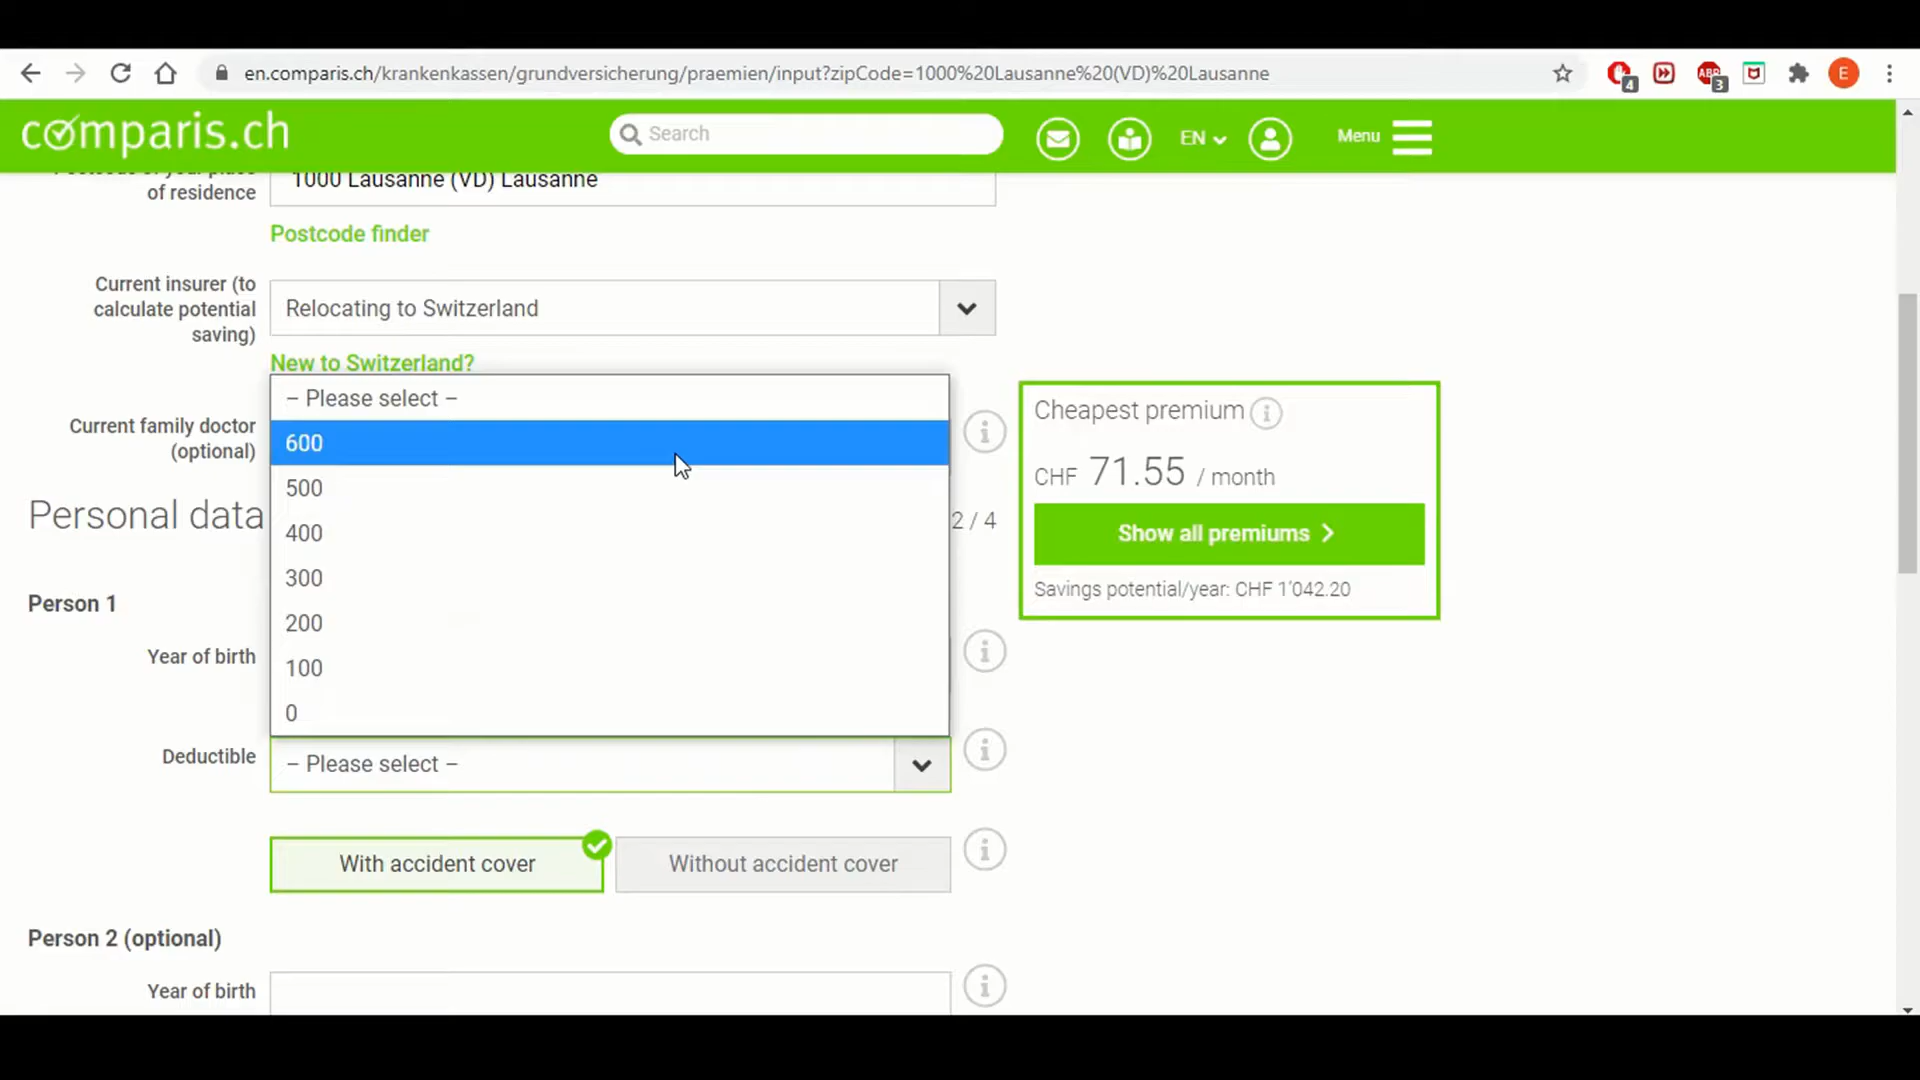 en.comparis.ch/krankenkassen/grundversicherung/praemien/input?zipCode=1000%20Lausanne%20(VD)%20Lausanne
4
ABP
3
E
comparis.ch
Search
EN
Menu
of residence
1000 Lausanne (VD) Lausanne
Postcode finder
Current insurer (to
calculate potential
saving)
Relocating to Switzerland
New to Switzerland?
– Please select –
600
500
400
300
200
100
0
Current family doctor
(optional)
Personal data
2 / 4
Person 1
Year of birth
Deductible
– Please select –
With accident cover
Without accident cover
Person 2 (optional)
Year of birth
Cheapest premium
CHF 71.55 / month
Show all premiums
Savings potential/year: CHF 1'042.20